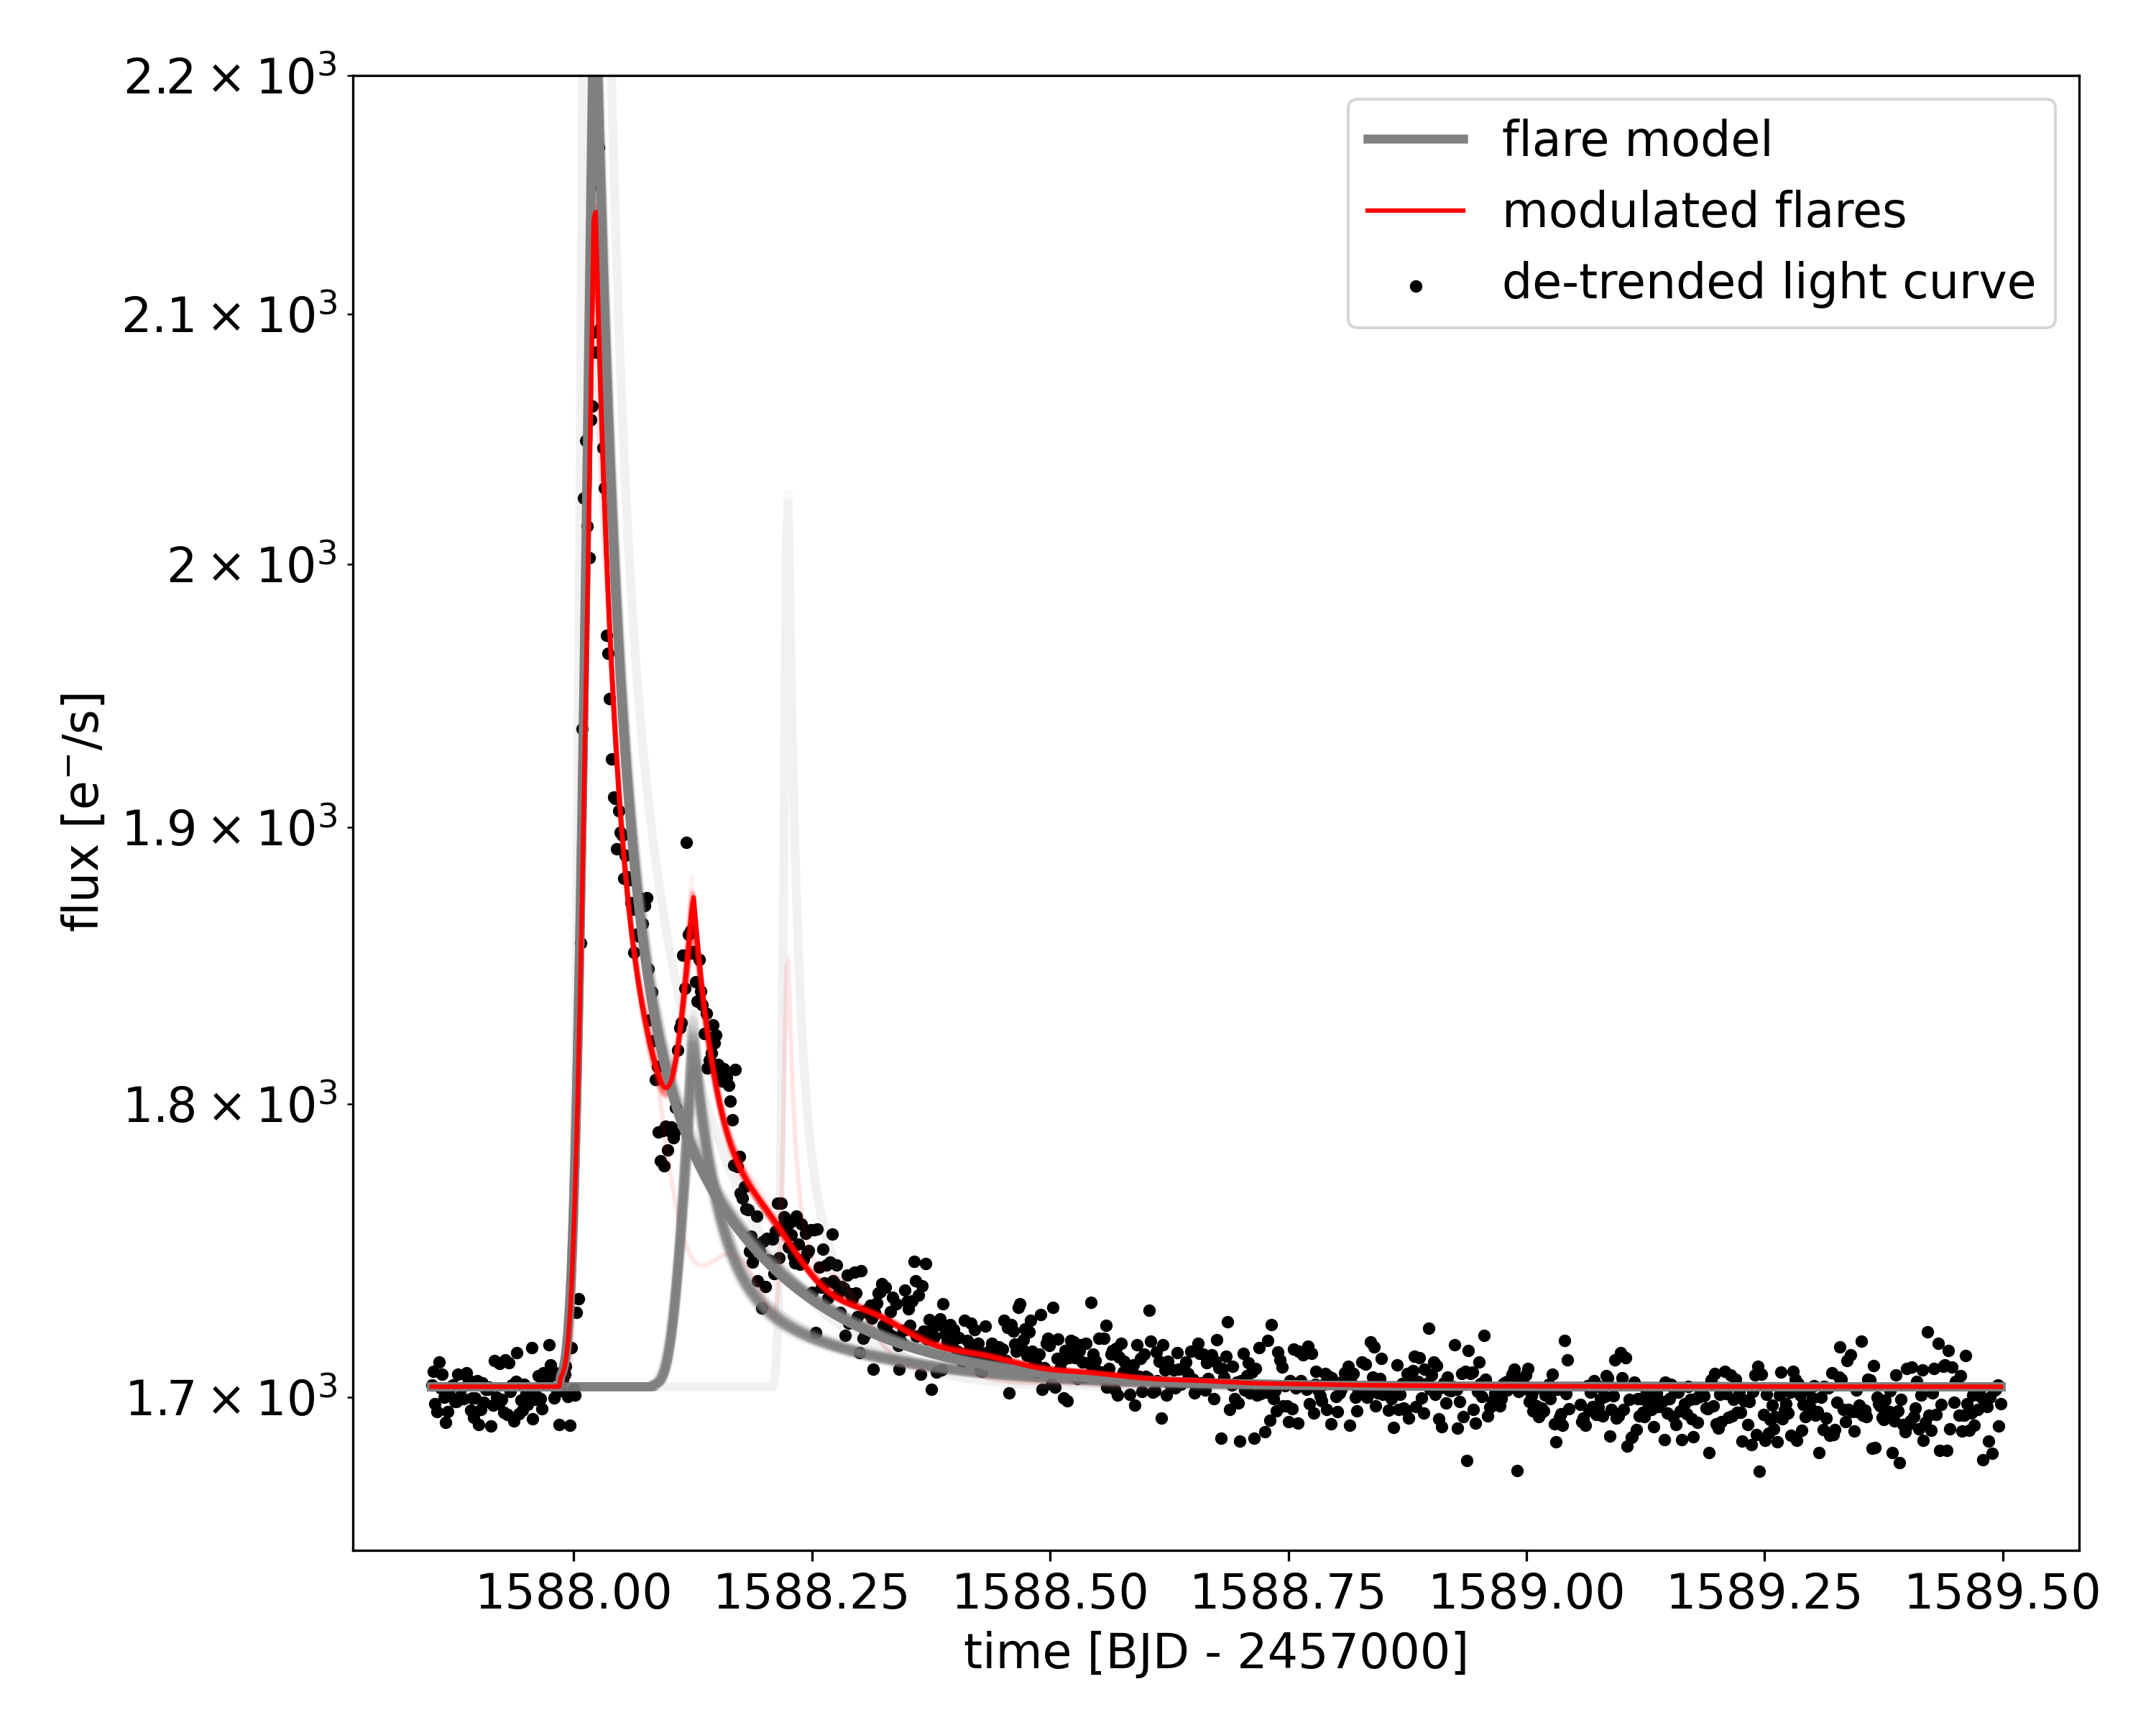 2.2 × 10³
2.1 × 10³
2 × 10³
1.9 × 10³
1.8 × 10³
1.7 × 10³
flux [e⁻/s]
flare model
modulated flares
de-trended light curve
1588.00 1588.25 1588.50 1588.75 1589.00 1589.25 1589.50
time [BJD - 2457000]